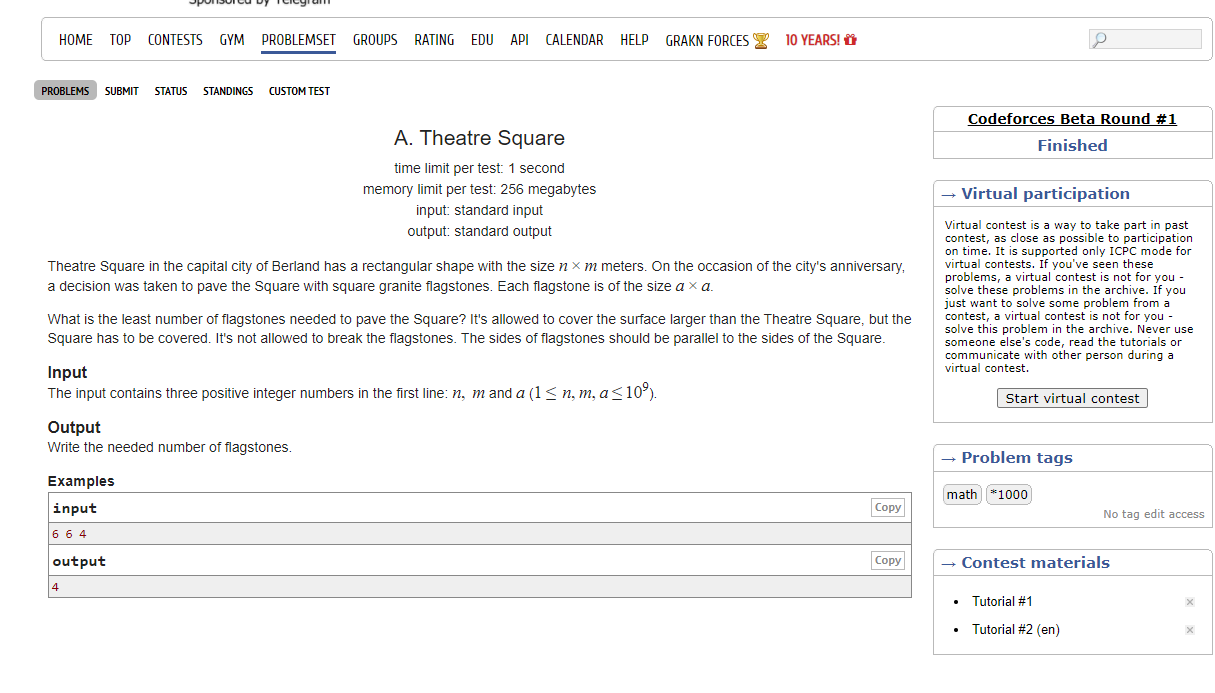 Sponsored by Telegram
HOME TOP CONTESTS GYM PROBLEMSET GROUPS RATING EDU API CALENDAR HELP GRAKN FORCES 10 YEARS!
PROBLEMS SUBMIT STATUS STANDINGS CUSTOM TEST
A. Theatre Square
time limit per test: 1 second
memory limit per test: 256 megabytes
input: standard input
output: standard output
Theatre Square in the capital city of Berland has a rectangular shape with the size n × m meters. On the occasion of the city's anniversary,
a decision was taken to pave the Square with square granite flagstones. Each flagstone is of the size a × a.
What is the least number of flagstones needed to pave the Square? It's allowed to cover the surface larger than the Theatre Square, but the
Square has to be covered. It's not allowed to break the flagstones. The sides of flagstones should be parallel to the sides of the Square.
Input
The input contains three positive integer numbers in the first line: n, m and a (1 ≤ n, m, a ≤ 10⁹).
Output
Write the needed number of flagstones.
Examples
input
Copy
6 6 4
output
Copy
4
Codeforces Beta Round #1
Finished
→ Virtual participation
Virtual contest is a way to take part in past
contest, as close as possible to participation
on time. It is supported only ICPC mode for
virtual contests. If you've seen these
problems, a virtual contest is not for you -
solve these problems in the archive. If you
just want to solve some problem from a
contest, a virtual contest is not for you -
solve this problem in the archive. Never use
someone else's code, read the tutorials or
communicate with other person during a
virtual contest.
Start virtual contest
→ Problem tags
math *1000
No tag edit access
→ Contest materials
• Tutorial #1
• Tutorial #2 (en)